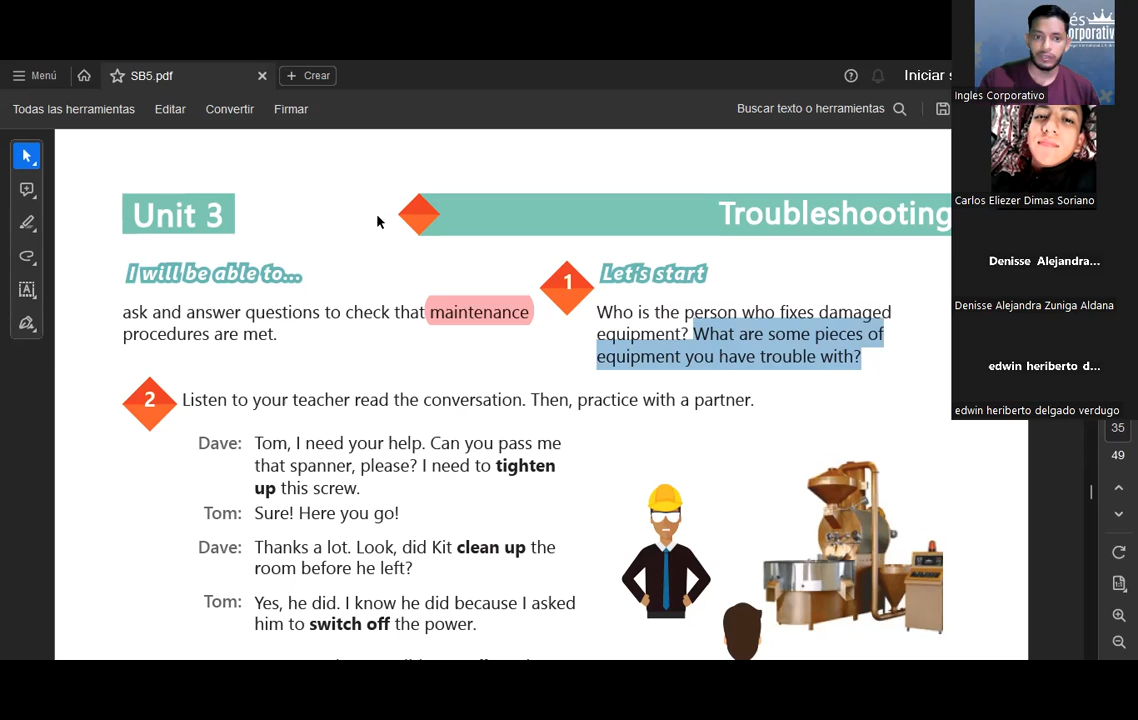 Menú
SB5.pdf
Crear
Iniciar s
Todas las herramientas
Editar
Convertir
Firmar
Buscar texto o herramientas
Unit 3
Troubleshooting
I will be able to...
ask and answer questions to check that maintenance
procedures are met.
1
Let's start
Who is the person who fixes damaged
equipment? What are some pieces of
equipment you have trouble with?
2
Listen to your teacher read the conversation. Then, practice with a partner.
Dave: Tom, I need your help. Can you pass me
that spanner, please? I need to tighten
up this screw.
Tom: Sure! Here you go!
Dave: Thanks a lot. Look, did Kit clean up the
room before he left?
Tom: Yes, he did. I know he did because I asked
him to switch off the power.
és
orporativ
Ingles Corporativo
Carlos Eliezer Dimas Soriano
Denisse Alejandra...
Denisse Alejandra Zuniga Aldana
edwin heriberto d...
edwin heriberto delgado verdugo
35
49